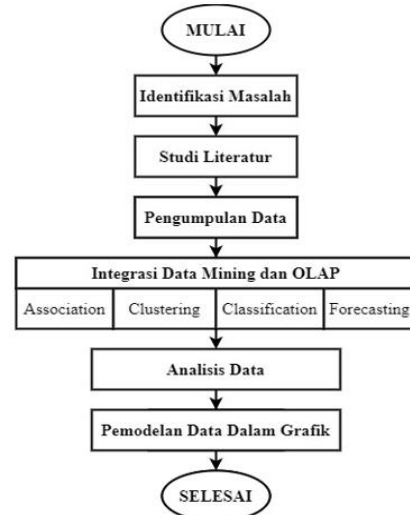 MULAI
Identifikasi Masalah
Studi Literatur
Pengumpulan Data
Integrasi Data Mining dan OLAP
Association Clustering Classification Forecasting
Analisis Data
Pemodelan Data Dalam Grafik
SELESAI